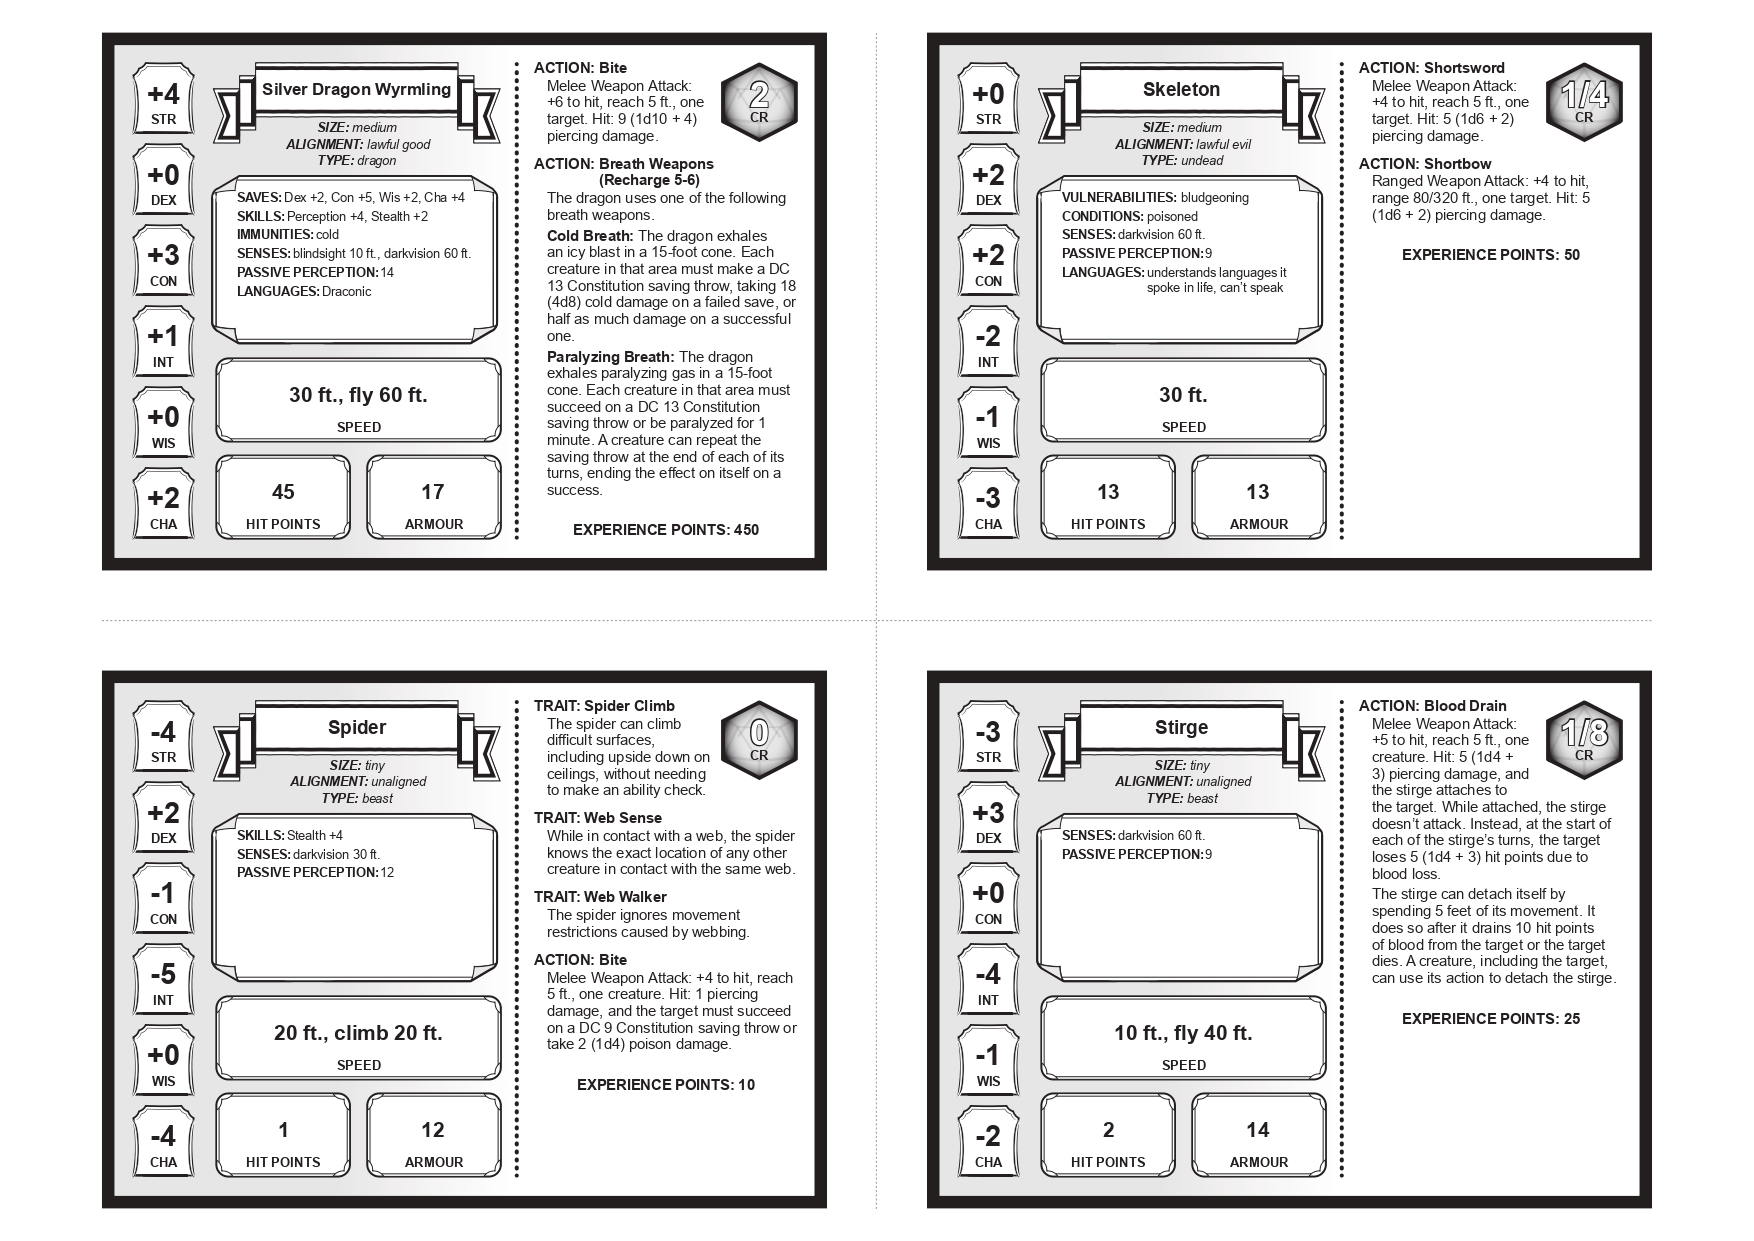 +4
STR
+0
DEX
+3
CON
+1
INT
+0
WIS
+2
CHA
Silver Dragon Wyrmling
SIZE: medium
ALIGNMENT: lawful good
TYPE: dragon
SAVES: Dex +2, Con +5, Wis +2, Cha +4
SKILLS: Perception +4, Stealth +2
IMMUNITIES: cold
SENSES: blindsight 10 ft., darkvision 60 ft.
PASSIVE PERCEPTION: 14
LANGUAGES: Draconic
30 ft., fly 60 ft.
SPEED
45
HIT POINTS
17
ARMOUR
ACTION: Bite
Melee Weapon Attack:
+6 to hit, reach 5 ft., one
target. Hit: 9 (1d10 + 4)
piercing damage.
2
CR
ACTION: Breath Weapons
(Recharge 5-6)
The dragon uses one of the following
breath weapons.
Cold Breath: The dragon exhales
an icy blast in a 15-foot cone. Each
creature in that area must make a DC
13 Constitution saving throw, taking 18
(4d8) cold damage on a failed save, or
half as much damage on a successful
one.
Paralyzing Breath: The dragon
exhales paralyzing gas in a 15-foot
cone. Each creature in that area must
succeed on a DC 13 Constitution
saving throw or be paralyzed for 1
minute. A creature can repeat the
saving throw at the end of each of its
turns, ending the effect on itself on a
success.
EXPERIENCE POINTS: 450
+0
STR
+2
DEX
+2
CON
-2
INT
-1
WIS
-3
CHA
Skeleton
SIZE: medium
ALIGNMENT: lawful evil
TYPE: undead
VULNERABILITIES: bludgeoning
CONDITIONS: poisoned
SENSES: darkvision 60 ft.
PASSIVE PERCEPTION: 9
LANGUAGES: understands languages it
spoke in life, can't speak
30 ft.
SPEED
13
HIT POINTS
13
ARMOUR
ACTION: Shortsword
Melee Weapon Attack:
+4 to hit, reach 5 ft., one
target. Hit: 5 (1d6 + 2)
piercing damage.
1/4
CR
ACTION: Shortbow
Ranged Weapon Attack: +4 to hit,
range 80/320 ft., one target. Hit: 5
(1d6 + 2) piercing damage.
EXPERIENCE POINTS: 50
-4
STR
+2
DEX
-1
CON
-5
INT
+0
WIS
-4
CHA
Spider
SIZE: tiny
ALIGNMENT: unaligned
TYPE: beast
SKILLS: Stealth +4
SENSES: darkvision 30 ft.
PASSIVE PERCEPTION: 12
20 ft., climb 20 ft.
SPEED
1
HIT POINTS
12
ARMOUR
TRAIT: Spider Climb
The spider can climb
difficult surfaces,
including upside down on
ceilings, without needing
to make an ability check.
0
CR
TRAIT: Web Sense
While in contact with a web, the spider
knows the exact location of any other
creature in contact with the same web.
TRAIT: Web Walker
The spider ignores movement
restrictions caused by webbing.
ACTION: Bite
Melee Weapon Attack: +4 to hit, reach
5 ft., one creature. Hit: 1 piercing
damage, and the target must succeed
on a DC 9 Constitution saving throw or
take 2 (1d4) poison damage.
EXPERIENCE POINTS: 10
-3
STR
+3
DEX
+0
CON
-4
INT
-1
WIS
-2
CHA
Stirge
SIZE: tiny
ALIGNMENT: unaligned
TYPE: beast
SENSES: darkvision 60 ft.
PASSIVE PERCEPTION: 9
10 ft., fly 40 ft.
SPEED
2
HIT POINTS
14
ARMOUR
ACTION: Blood Drain
Melee Weapon Attack:
+5 to hit, reach 5 ft., one
creature. Hit: 5 (1d4 +
3) piercing damage, and
the stirge attaches to
the target. While attached, the stirge
doesn't attack. Instead, at the start of
each of the stirge's turns, the target
loses 5 (1d4 + 3) hit points due to
blood loss.
1/8
CR
The stirge can detach itself by
spending 5 feet of its movement. It
does so after it drains 10 hit points
of blood from the target or the target
dies. A creature, including the target,
can use its action to detach the stirge.
EXPERIENCE POINTS: 25